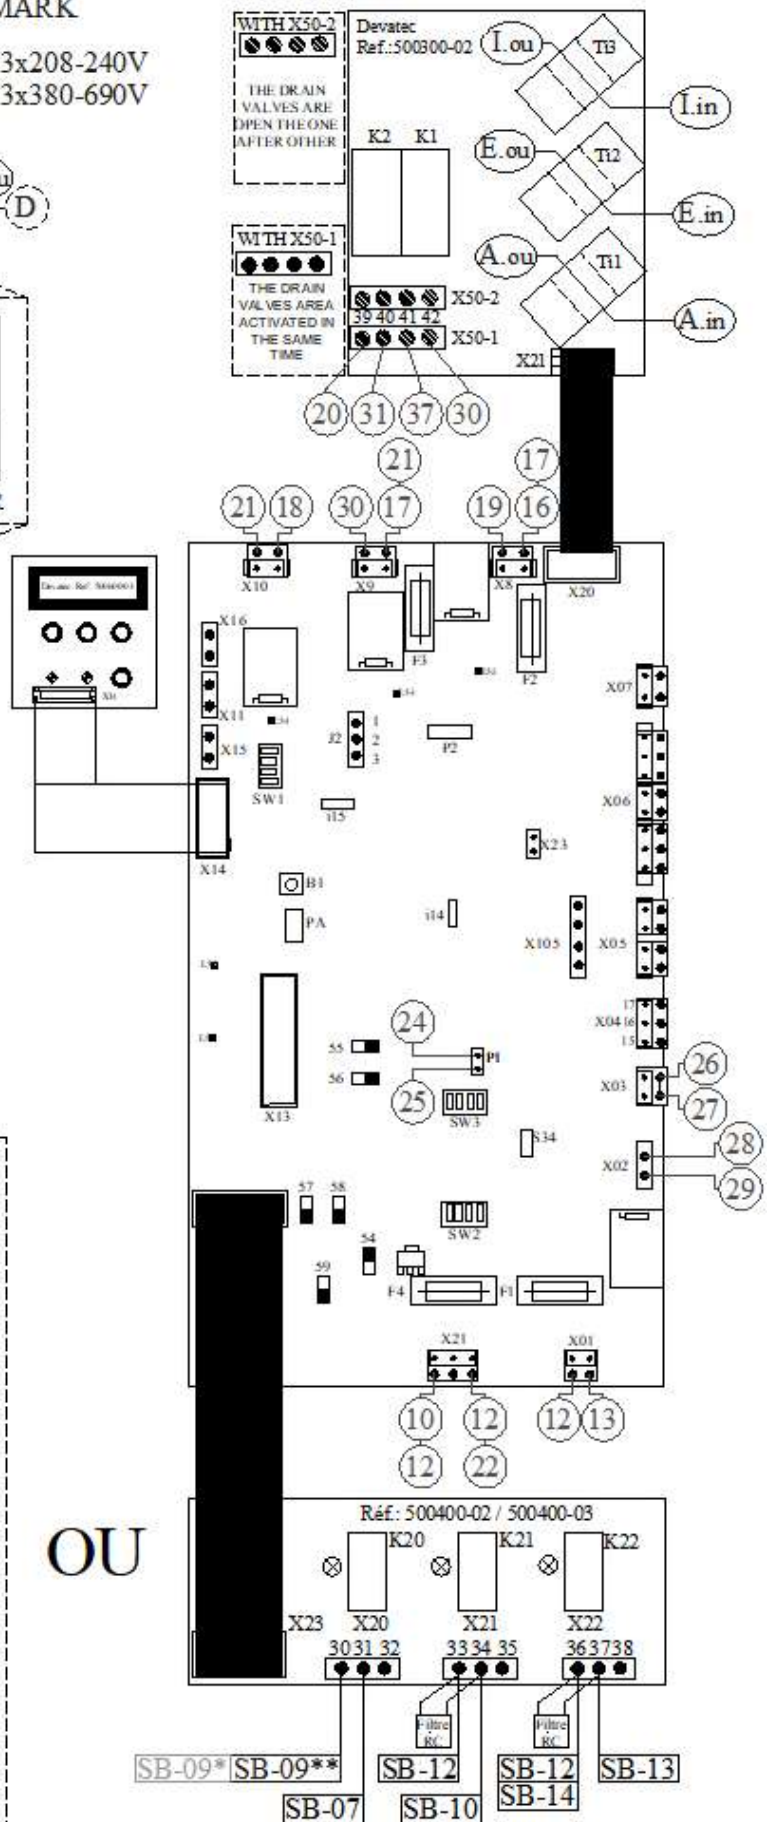 MARK
3x208-240V
3x380-690V
D
WITH X50-2
THE DRAIN
VALVES ARE
OPEN THE ONE
AFTER OTHER
WITH X50-1
THE DRAIN
VALVES AREA
ACTIVATED IN
THE SAME
TIME
Devatec
Ref.:500300-02
I.ou
Ti3
I.in
K2 K1
E.ou
Ti2
E.in
A.ou
Ti1
A.in
X50-2
39 40 41 42
X50-1
X21
20 31 37 30
21 17
21 18 30 17 19 16
X10 X9 X8 X20
X16
F3
F2
X07
X11
X15
J2
1
2
3
P2
SW1
i15
X06
X23
X14
B1
PA
i14
X105
X05
24
17
X04 16
15
55
P1
26
56
25
X03
27
X13
SW3
S34
28
X02
29
57 58
SW2
54
59
F4 F1
X21 X01
10 12 12 13
12 22
OU
Réf.: 500400-02 / 500400-03
K20 K21 K22
X23 X20 X21 X22
30 31 32 33 34 35 36 37 38
Filtre
RC
Filtre
RC
SB-09* SB-09** SB-12 SB-12 SB-13
SB-14
SB-07 SB-10